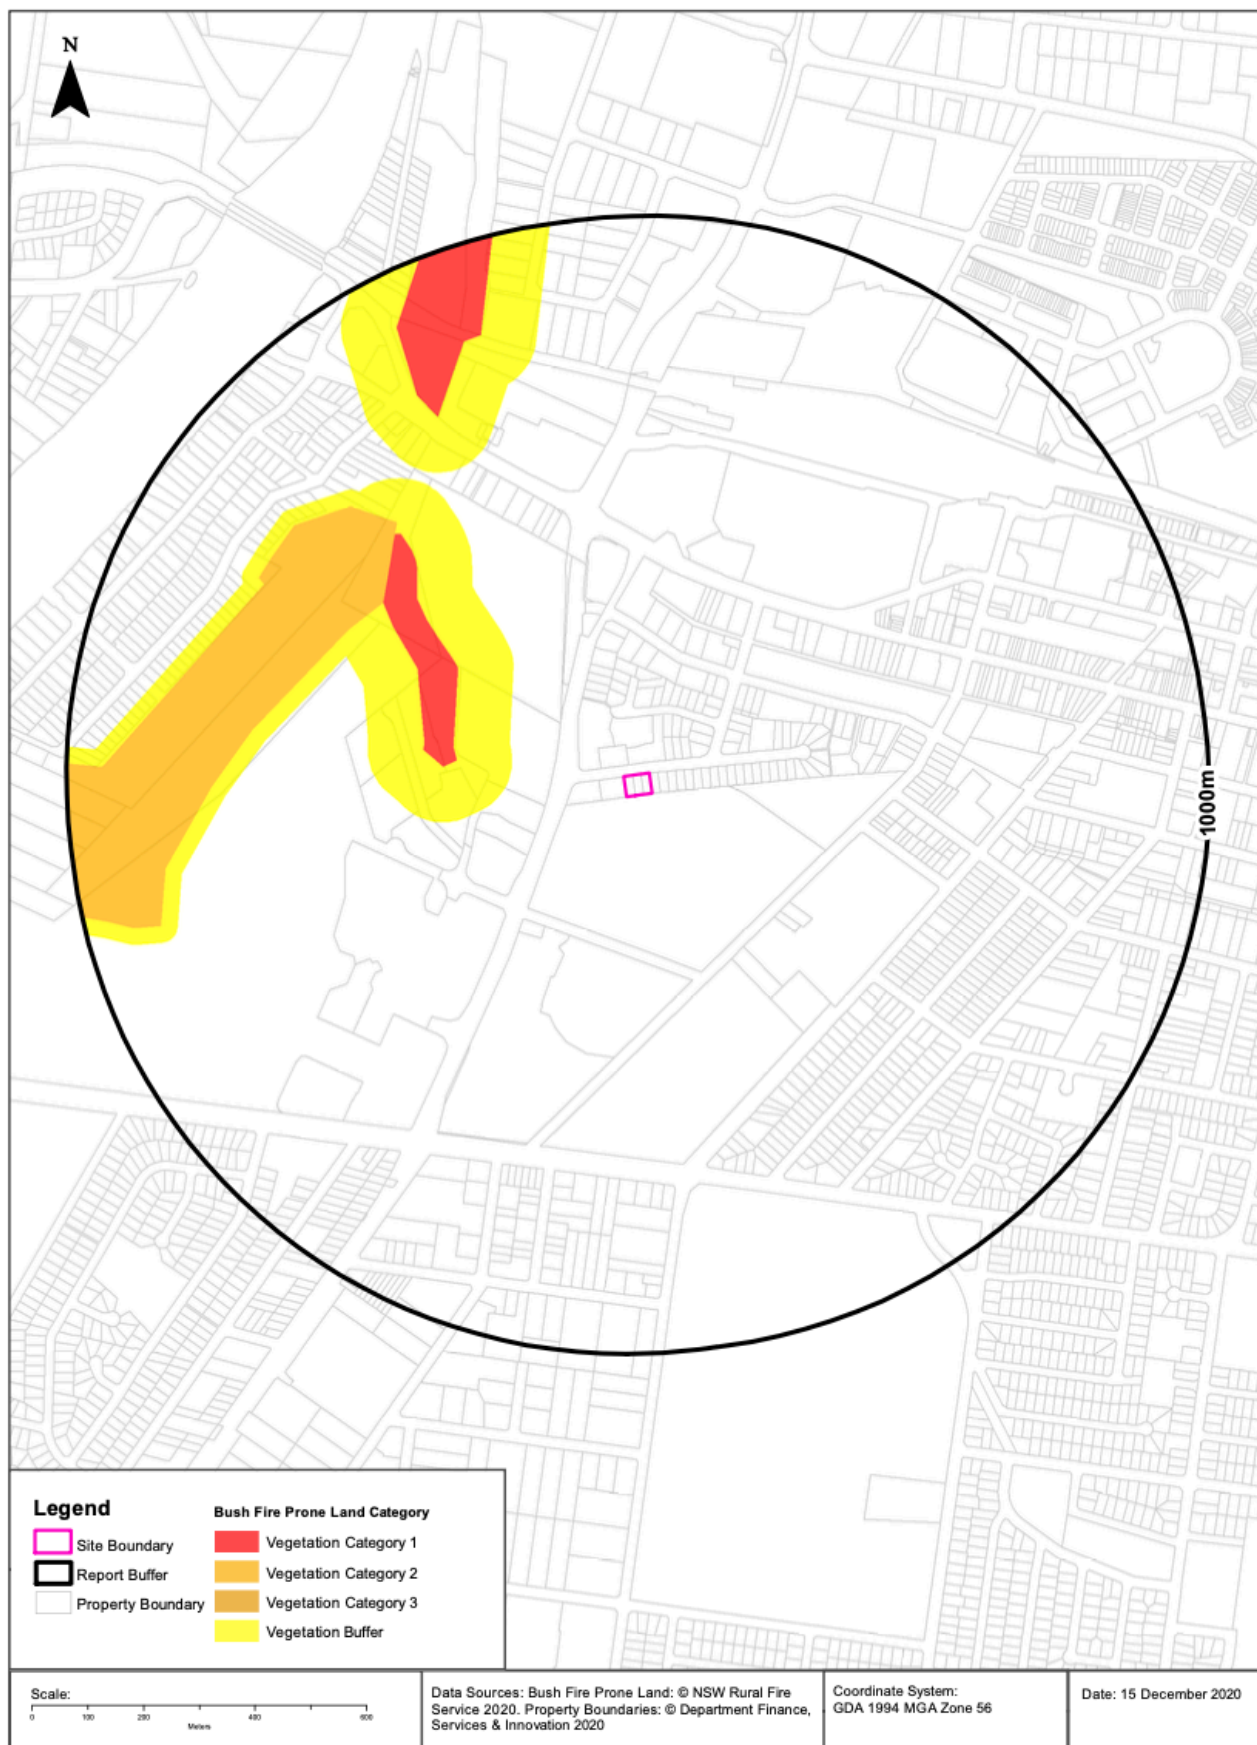 N
1000m
Legend
Site Boundary
Report Buffer
Property Boundary
Bush Fire Prone Land Category
Vegetation Category 1
Vegetation Category 2
Vegetation Category 3
Vegetation Buffer
Scale:
0 100 200 400 600
Meters
Data Sources: Bush Fire Prone Land: © NSW Rural Fire
Service 2020. Property Boundaries: © Department Finance,
Services & Innovation 2020
Coordinate System:
GDA 1994 MGA Zone 56
Date: 15 December 2020